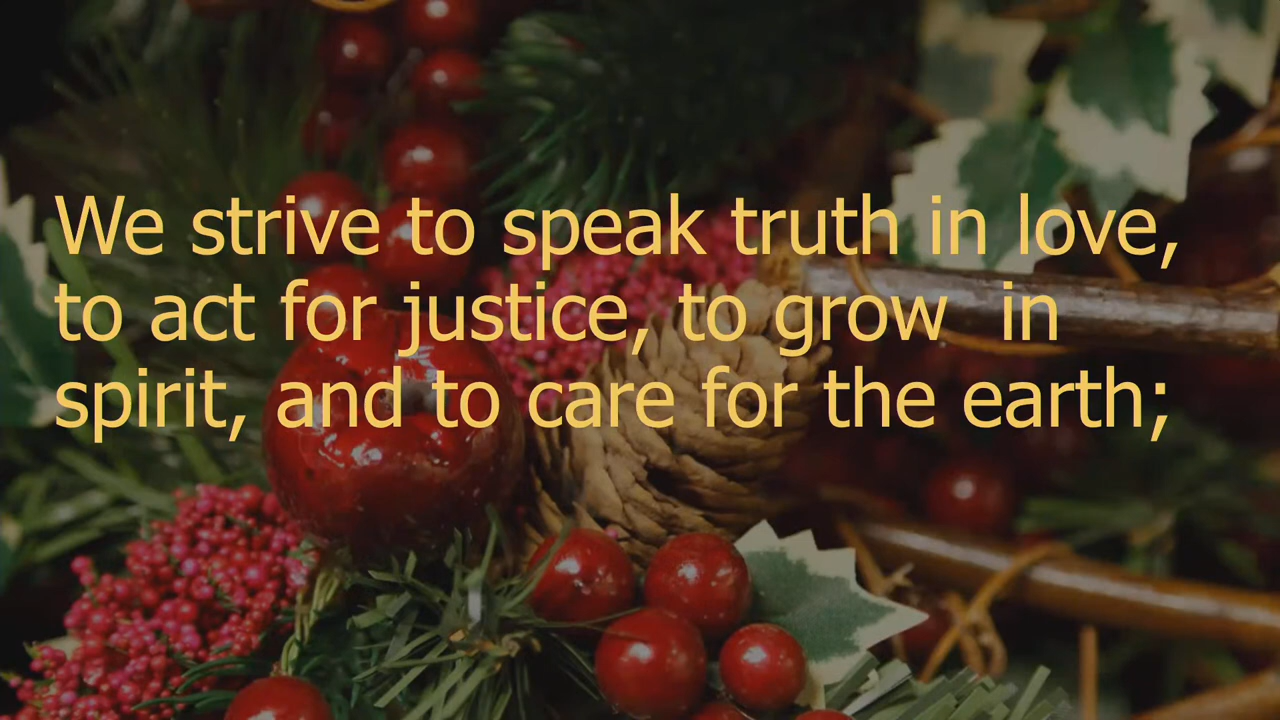 We strive to speak truth in love,
to act for justice, to grow  in
spirit, and to care for the earth;